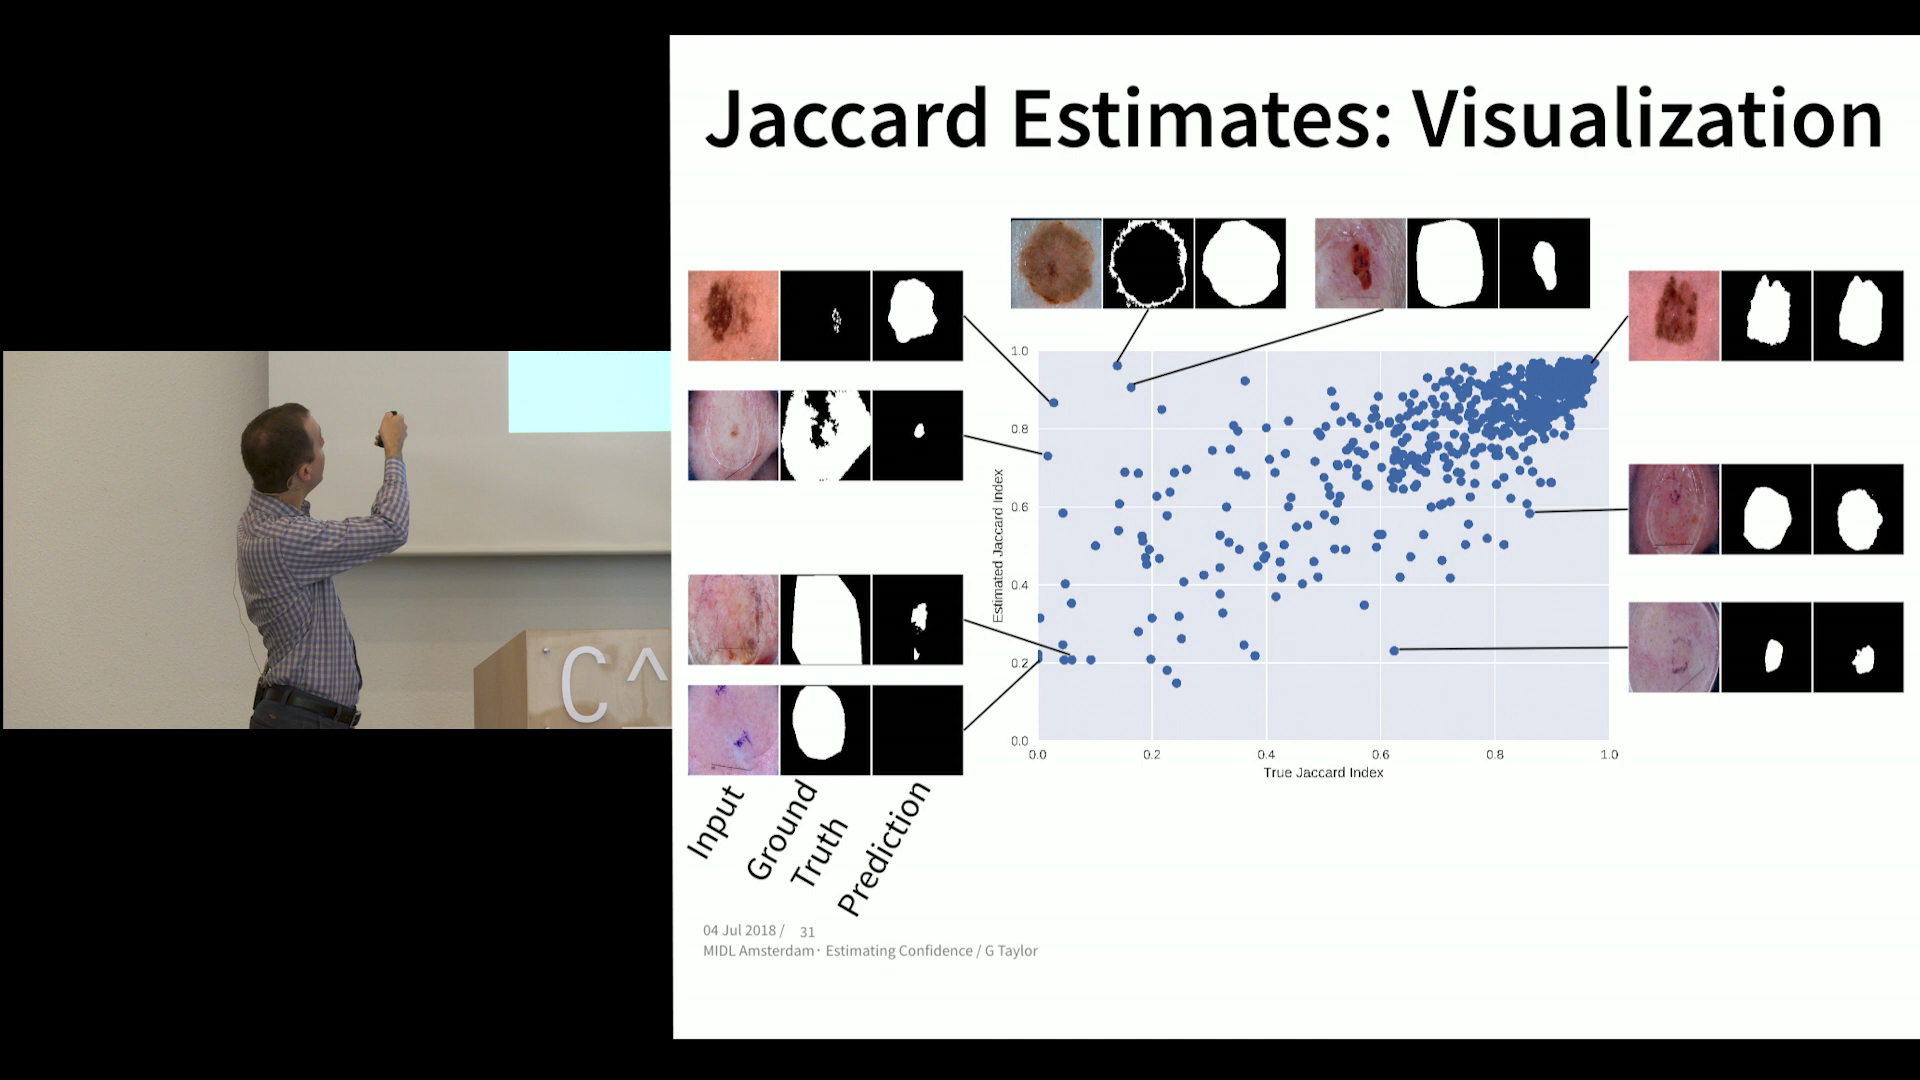 Jaccard Estimates: Visualization
1.0
0.8
0.6
0.4
0.2
0.0
Estimated Jaccard Index
0.0 0.2 0.4 0.6 0.8 1.0
True Jaccard Index
Input
Ground
Truth
Prediction
04 Jul 2018 / 31
MIDL Amsterdam · Estimating Confidence / G Taylor